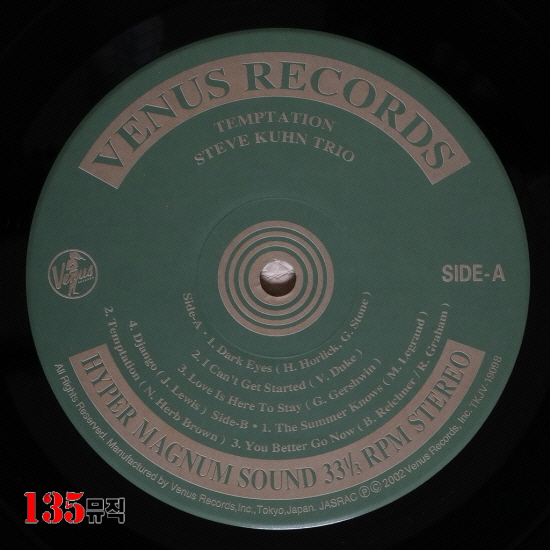 VENUS RECORDS
TEMPTATION
STEVE KUHN TRIO
Venus
SIDE-A
Side-A • 1. Dark Eyes ( H. Horlick, G. Stone )
2. I Can't Get Started ( V. Duke )
3. Love Is Here To Stay ( G. Gershwin )
4. Django ( J. Lewis ) Side-B • 1. The Summer Knows ( M. Legrand )
2. Temptation ( N. Herb Brown ) 3. You Better Go Now ( B. Reichner / R. Graham )
HYPER MAGNUM SOUND 33 1/3 RPM STEREO
All Rights Reserved. Manufactured by Venus Records,Inc.,Tokyo,Japan. JASRAC Ⓟ © 2002 Venus Records, Inc.
135뮤직